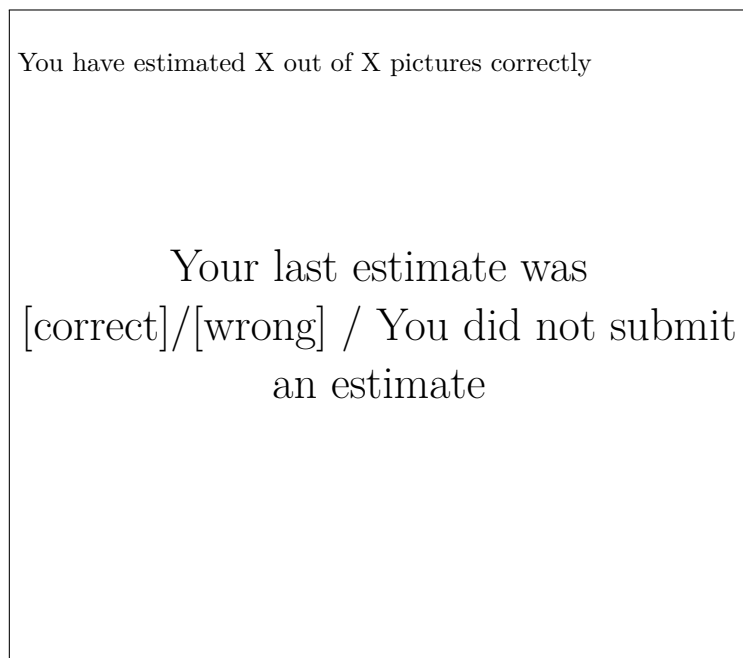 You have estimated X out of X pictures correctly
Your last estimate was
[correct]/[wrong] / You did not submit
an estimate